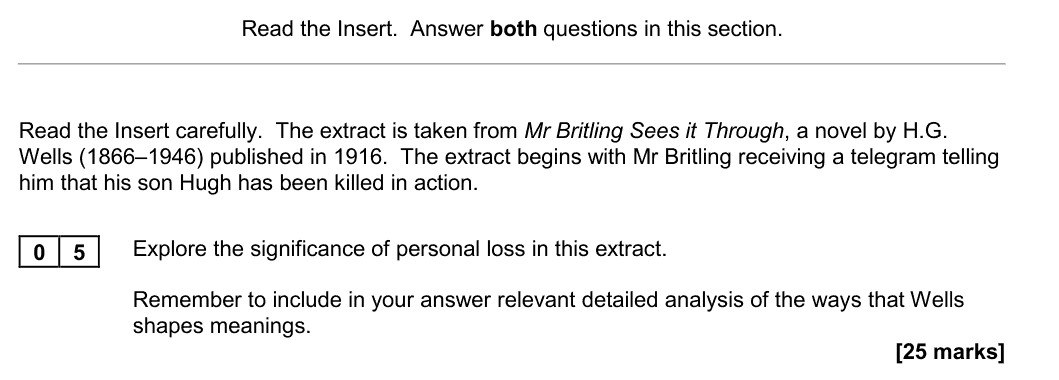 Read the Insert. Answer both questions in this section.
Read the Insert carefully. The extract is taken from Mr Britling Sees it Through, a novel by H.G.
Wells (1866–1946) published in 1916. The extract begins with Mr Britling receiving a telegram telling
him that his son Hugh has been killed in action.
0 5 Explore the significance of personal loss in this extract.
Remember to include in your answer relevant detailed analysis of the ways that Wells
shapes meanings.
[25 marks]